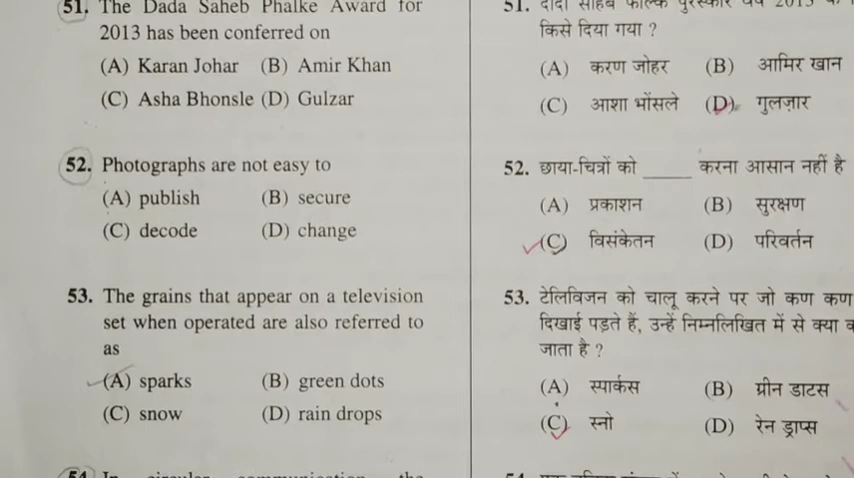 51. The Dada Saheb Phalke Award for
2013 has been conferred on
(A) Karan Johar (B) Amir Khan
(C) Asha Bhonsle (D) Gulzar
52. Photographs are not easy to
(A) publish (B) secure
(C) decode (D) change
53. The grains that appear on a television
set when operated are also referred to
as
(A) sparks (B) green dots
(C) snow (D) rain drops
51. दादा साहेब फाल्के पुरस्कार वर्ष 2013
किसे दिया गया ?
(A) करण जोहर (B) आमिर खान
(C) आशा भोंसले (D) गुलज़ार
52. छाया-चित्रों को _____ करना आसान नहीं है
(A) प्रकाशन (B) सुरक्षण
(C) विसंकेतन (D) परिवर्तन
53. टेलिविजन को चालू करने पर जो कण कण
दिखाई पड़ते हैं, उन्हें निम्नलिखित में से क्या
जाता है ?
(A) स्पार्कस (B) ग्रीन डाटस
(C) स्नो (D) रेन ड्राप्स